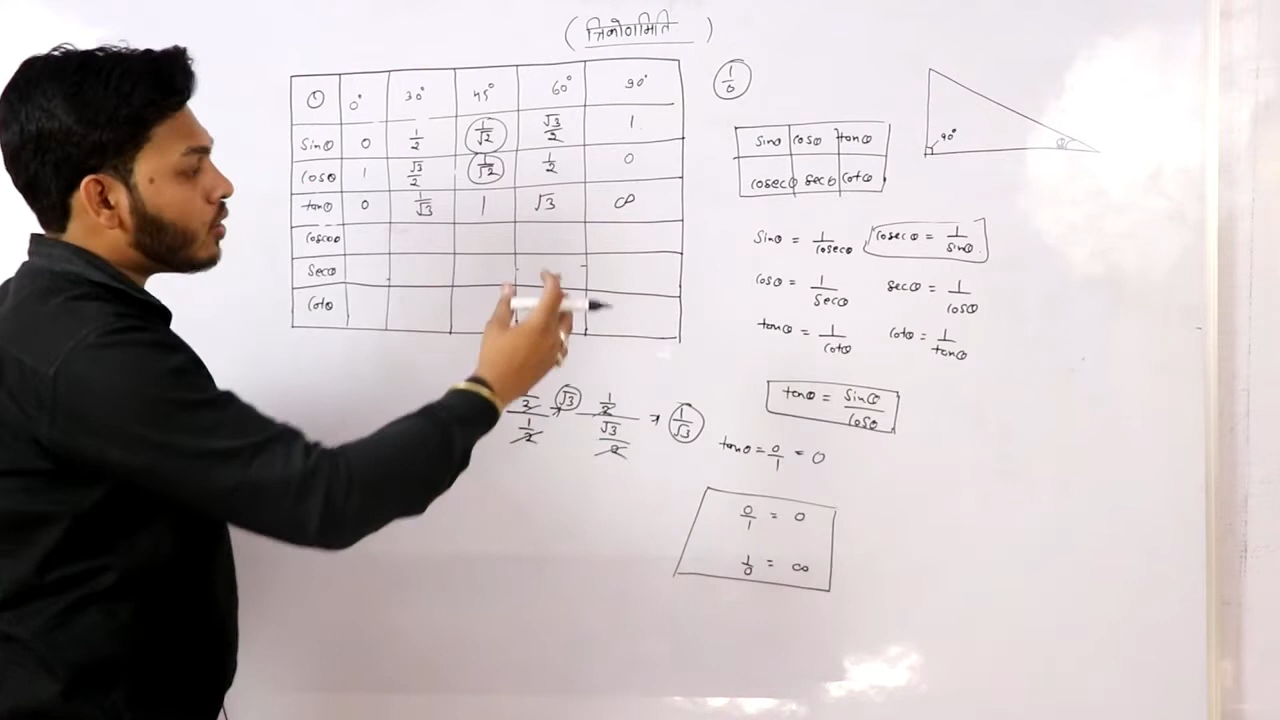 ( त्रिकोणमिति )
θ 0° 30° 45° 60° 90°
sinθ 0 1/2 1/√2 √3/2 1
cosθ 1 √3/2 1/√2 1/2 0
tanθ 0 1/√3 1 √3 ∞
cosecθ
secθ
cotθ
1/0
sinθ cosθ tanθ
cosecθ secθ cotθ
90° θ
sinθ = 1/cosecθ cosecθ = 1/sinθ
cosθ = 1/secθ secθ = 1/cosθ
tanθ = 1/cotθ cotθ = 1/tanθ
tanθ = sinθ/cosθ
√3 (1/2)/(√3/2) → 1/√3
tanθ = 0/1 = 0
0/1 = 0
1/0 = ∞